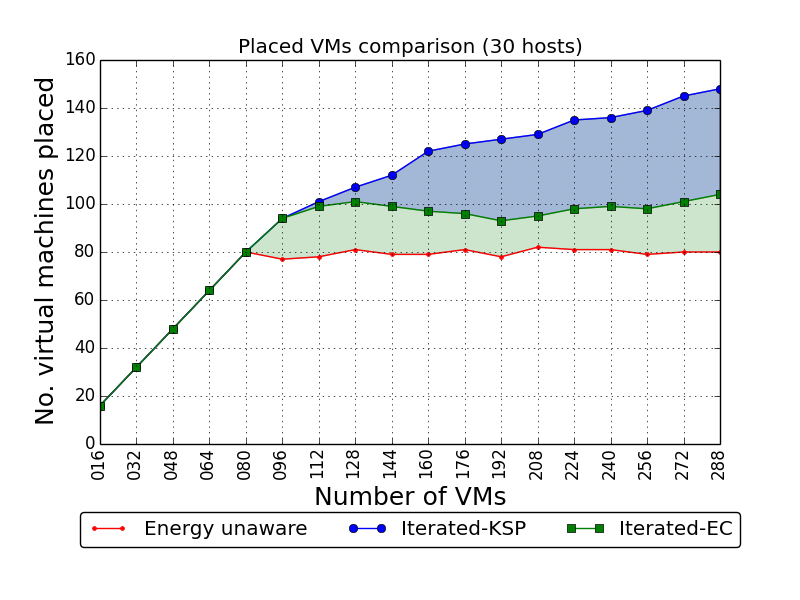 Placed VMs comparison (30 hosts)
No. virtual machines placed
160
140
120
100
80
60
40
20
0
016 032 048 064 080 096 112 128 144 160 176 192 208 224 240 256 272 288
Number of VMs
Energy unaware Iterated-KSP Iterated-EC